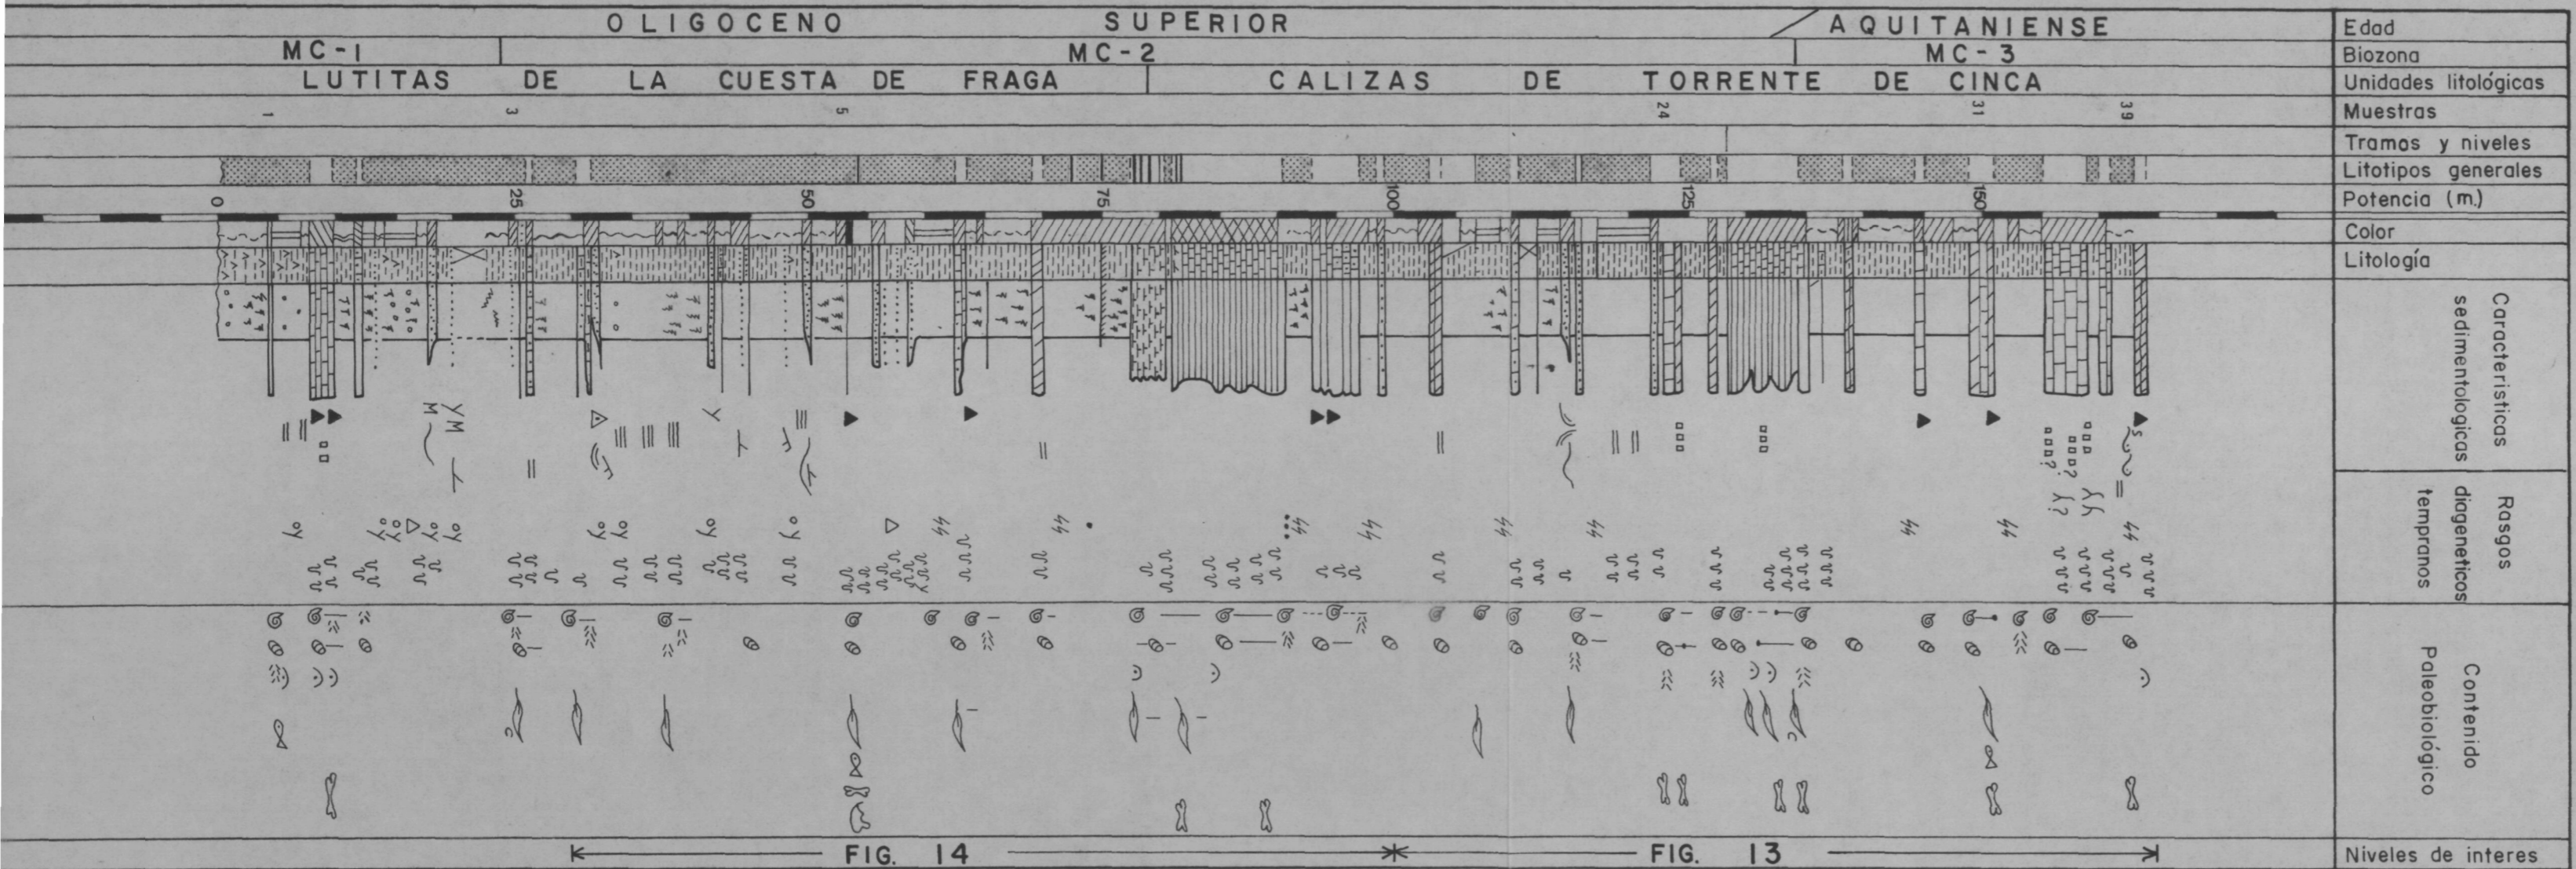 OLIGOCENO SUPERIOR AQUITANIENSE Edad
MC-1 MC-2 MC-3 Biozona
LUTITAS DE LA CUESTA DE FRAGA CALIZAS DE TORRENTE DE CINCA Unidades litológicas
1 3 5 24 31 39 Muestras
Tramos y niveles
Litotipos generales
0 25 50 75 100 125 150 Potencia (m.)
Color
Litología
Caracteristicas
sedimentologicas
Rasgos
diageneticos
tempranos
Contenido
Paleobiológico
FIG. 14 FIG. 13 Niveles de interes